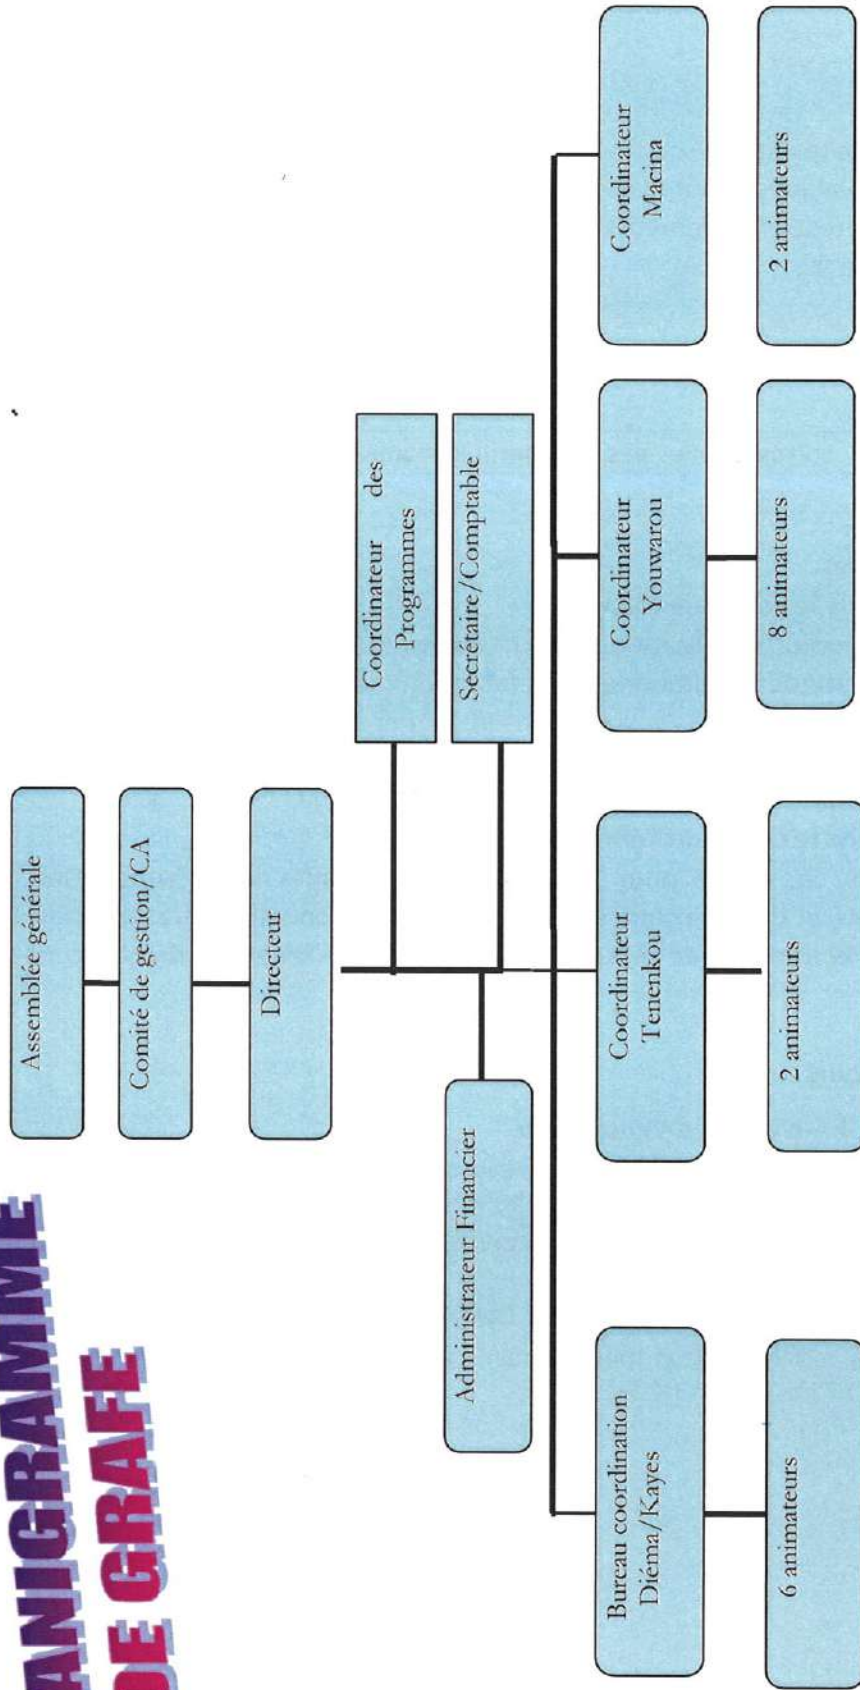 ANIGRAMME
DE GRAFE
Assemblée générale
Comité de gestion/CA
Directeur
Coordinateur des
Programmes
Secrétaire/Comptable
Administrateur Financier
Bureau coordination
Diéma/Kayes
Coordinateur
Tenenkou
Coordinateur
Youwarou
Coordinateur
Macina
6 animateurs
2 animateurs
8 animateurs
2 animateurs